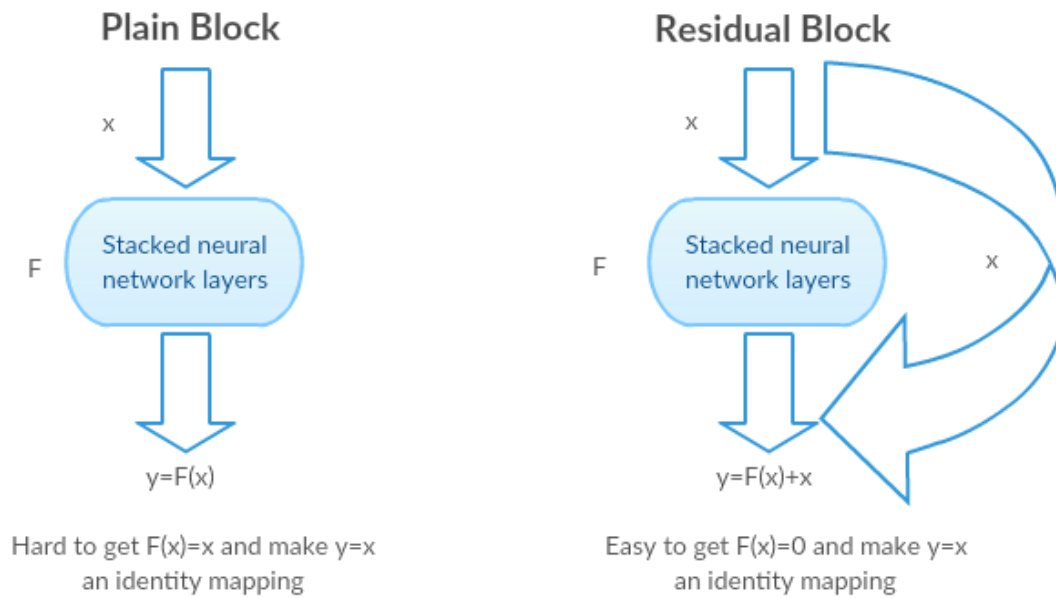 Plain Block
x
F
Stacked neural
network layers
y=F(x)
Hard to get F(x)=x and make y=x
an identity mapping
Residual Block
x
F
Stacked neural
network layers
x
y=F(x)+x
Easy to get F(x)=0 and make y=x
an identity mapping